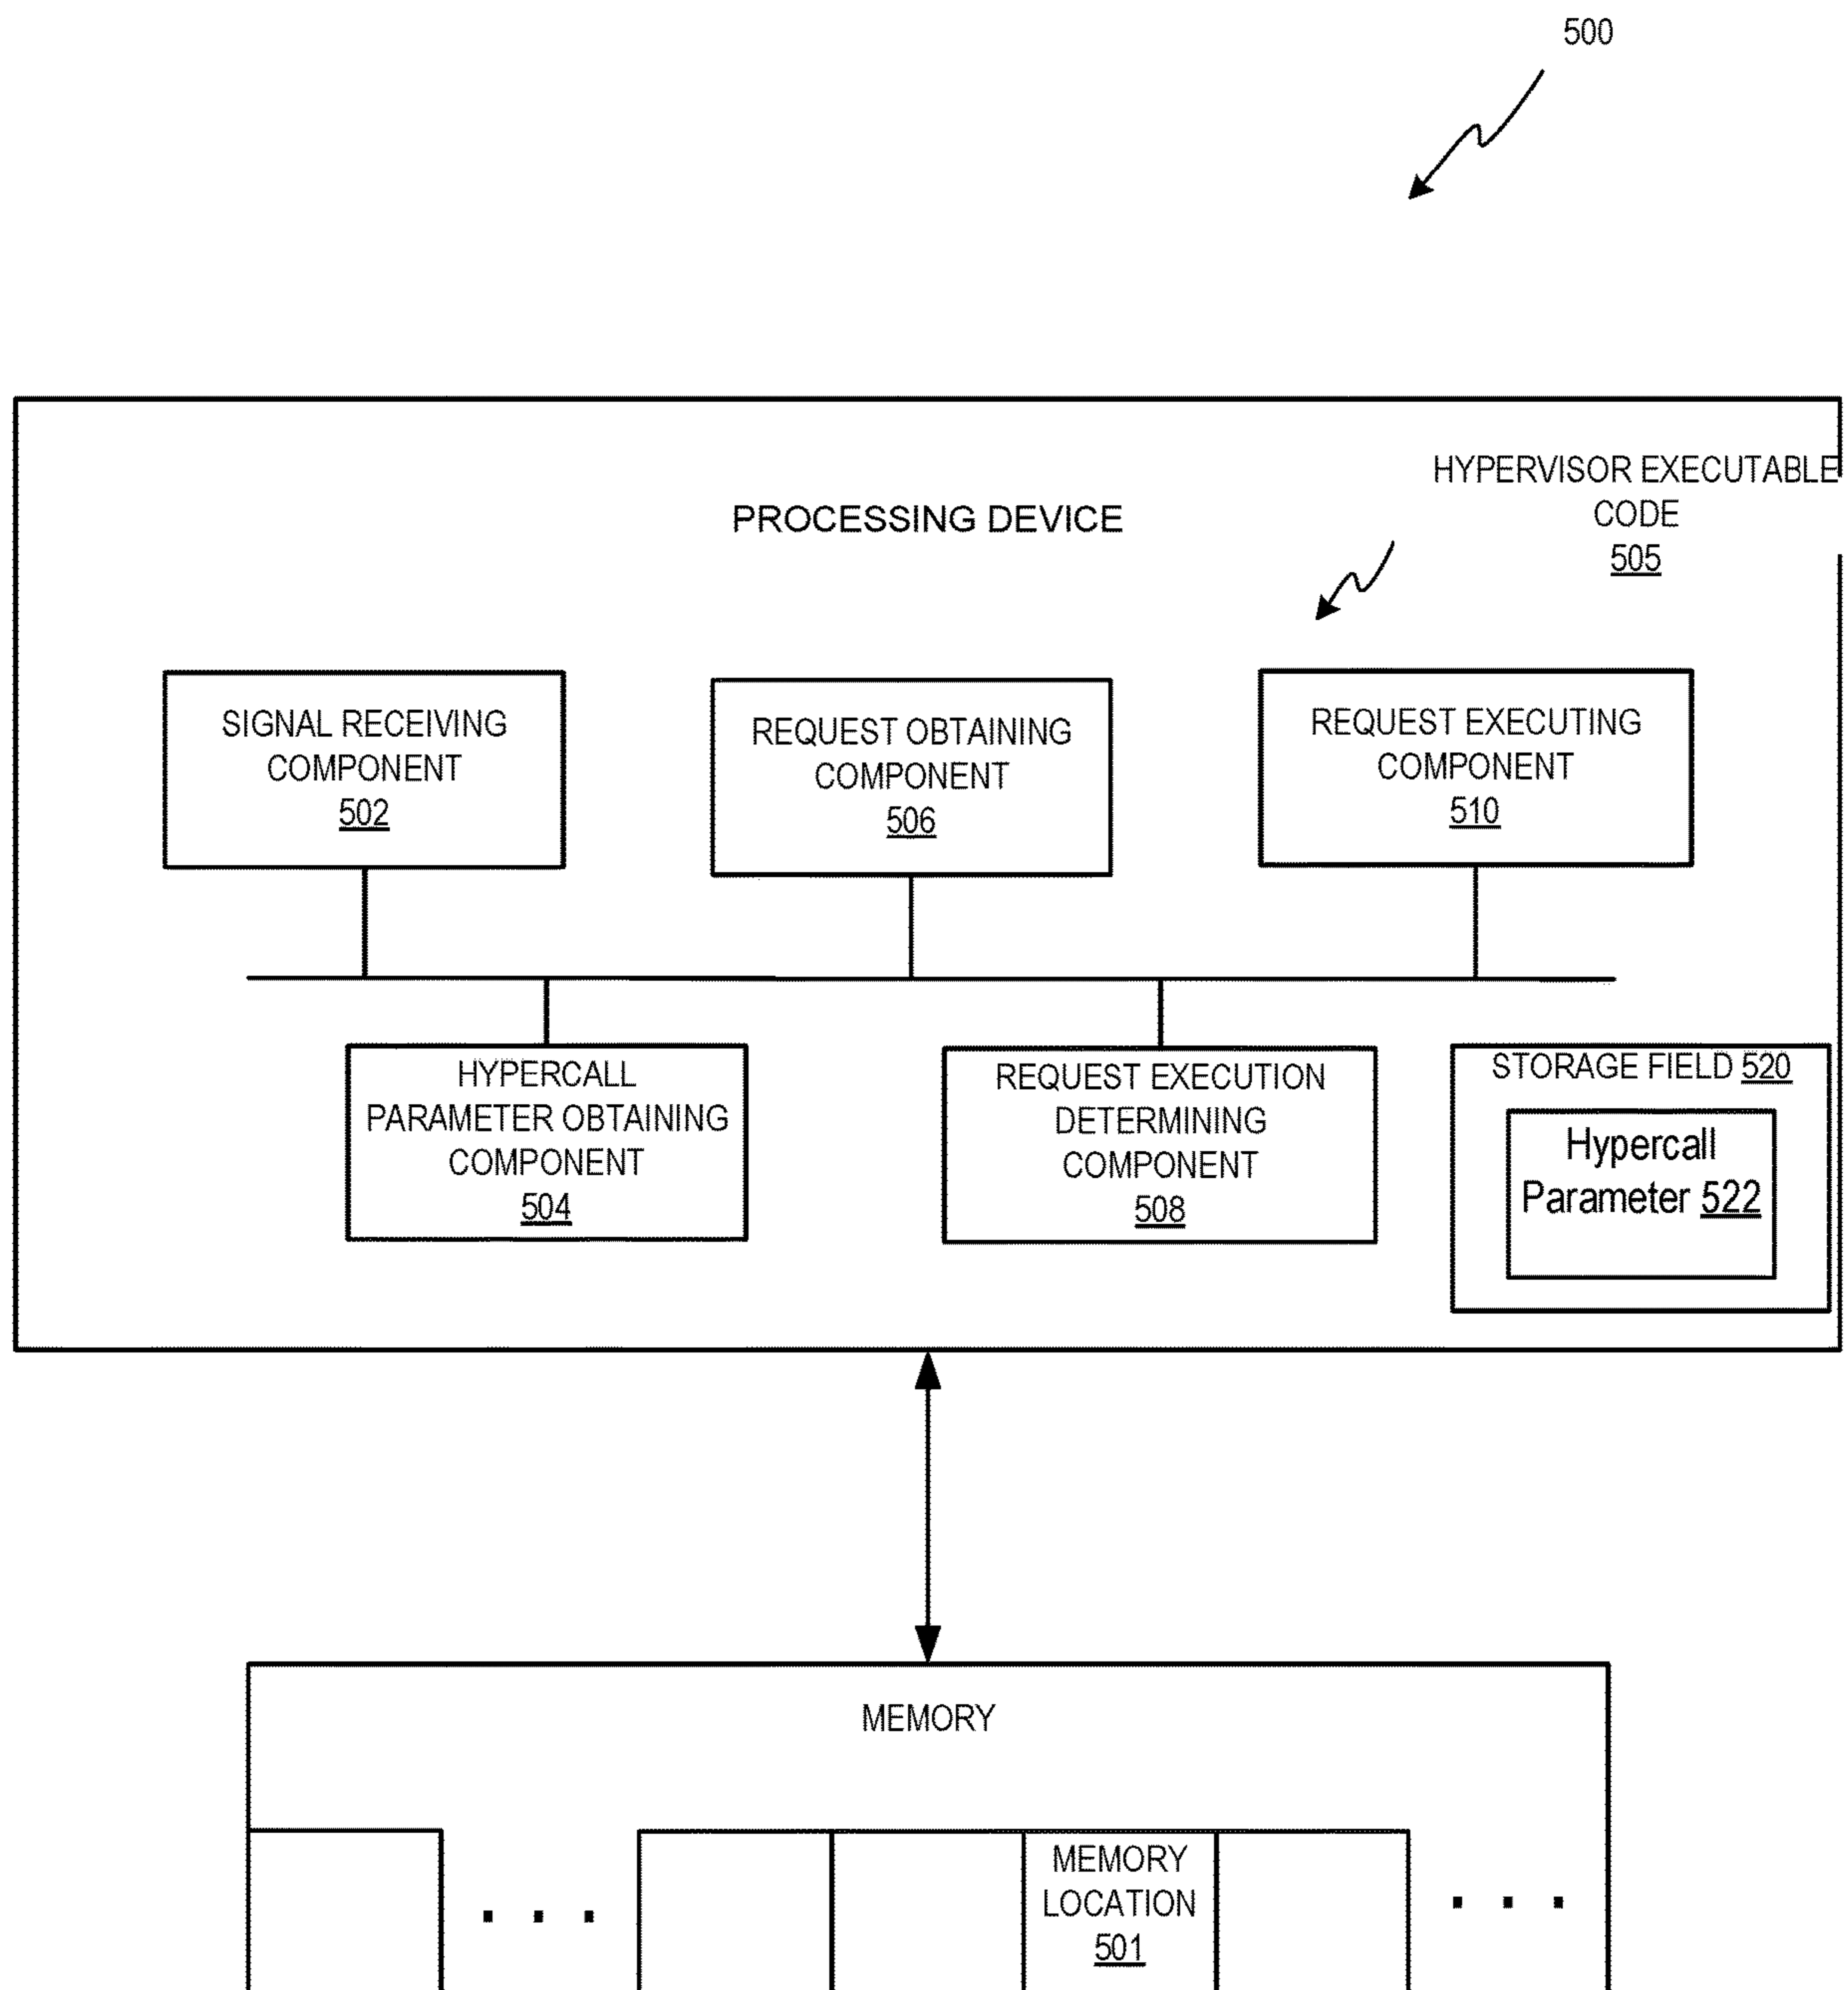 500
HYPERVISOR EXECUTABLE
CODE
505
PROCESSING DEVICE
SIGNAL RECEIVING
COMPONENT
502
REQUEST OBTAINING
COMPONENT
506
REQUEST EXECUTING
COMPONENT
510
HYPERCALL
PARAMETER OBTAINING
COMPONENT
504
REQUEST EXECUTION
DETERMINING
COMPONENT
508
STORAGE FIELD 520
Hypercall
Parameter 522
MEMORY
MEMORY
LOCATION
501